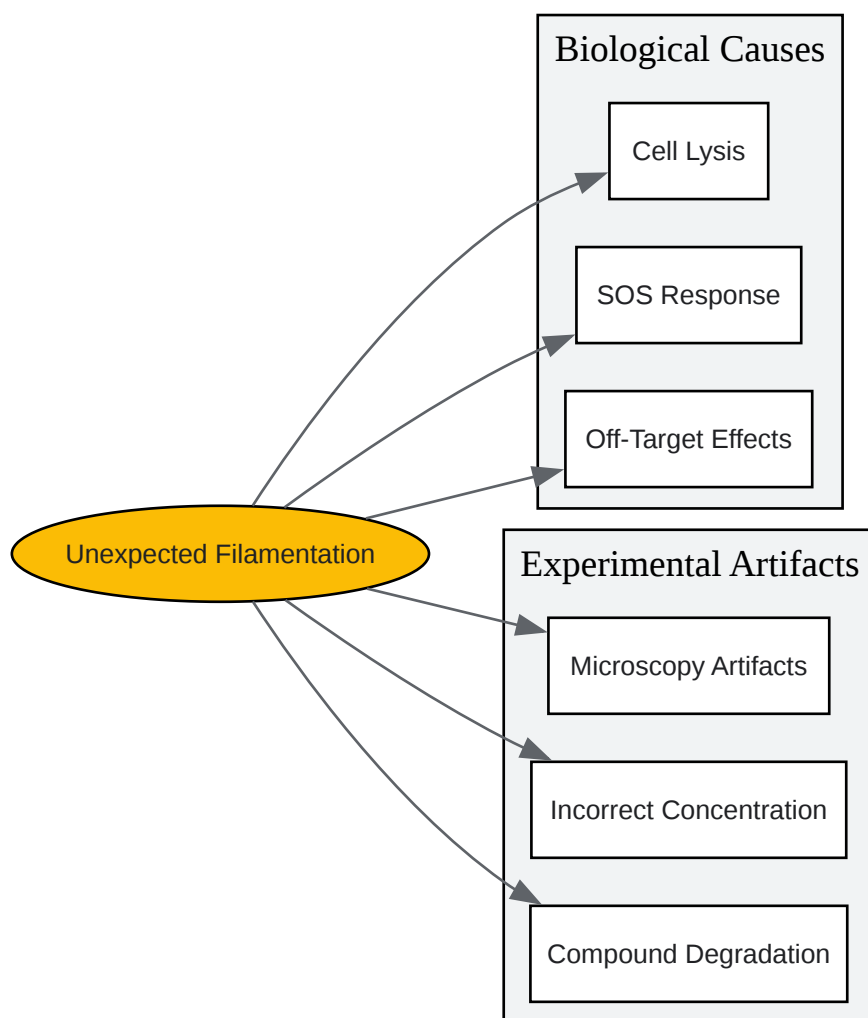 Biological Causes
Cell Lysis
SOS Response
Off-Target Effects
Unexpected Filamentation
Experimental Artifacts
Microscopy Artifacts
Incorrect Concentration
Compound Degradation